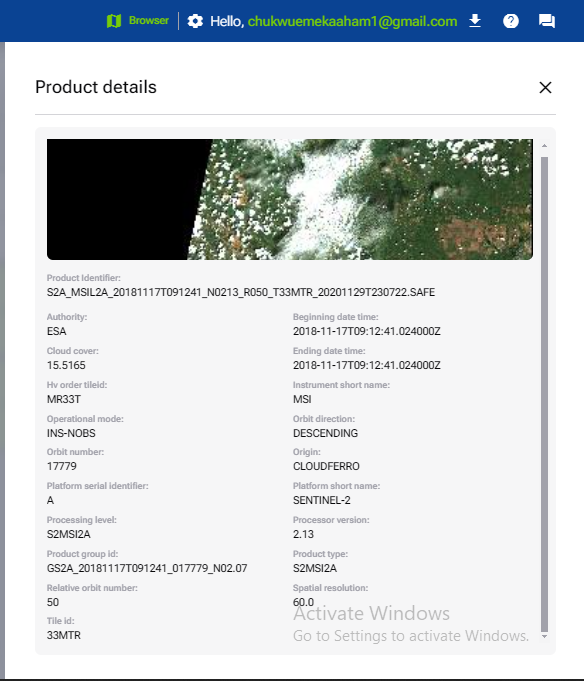 Browser
Hello, chukwuemekaaham1@gmail.com
Product details
Product Identifier:
S2A_MSIL2A_20181117T091241_N0213_R050_T33MTR_20201129T230722.SAFE
Authority:
ESA
Beginning date time:
2018-11-17T09:12:41.024000Z
Cloud cover:
15.5165
Ending date time:
2018-11-17T09:12:41.024000Z
Hv order tileid:
MR33T
Instrument short name:
MSI
Operational mode:
INS-NOBS
Orbit direction:
DESCENDING
Orbit number:
17779
Origin:
CLOUDFERRO
Platform serial identifier:
A
Platform short name:
SENTINEL-2
Processing level:
S2MSI2A
Processor version:
2.13
Product group id:
GS2A_20181117T091241_017779_N02.07
Product type:
S2MSI2A
Relative orbit number:
50
Spatial resolution:
60.0
Tile id:
33MTR
Activate Windows
Go to Settings to activate Windows.